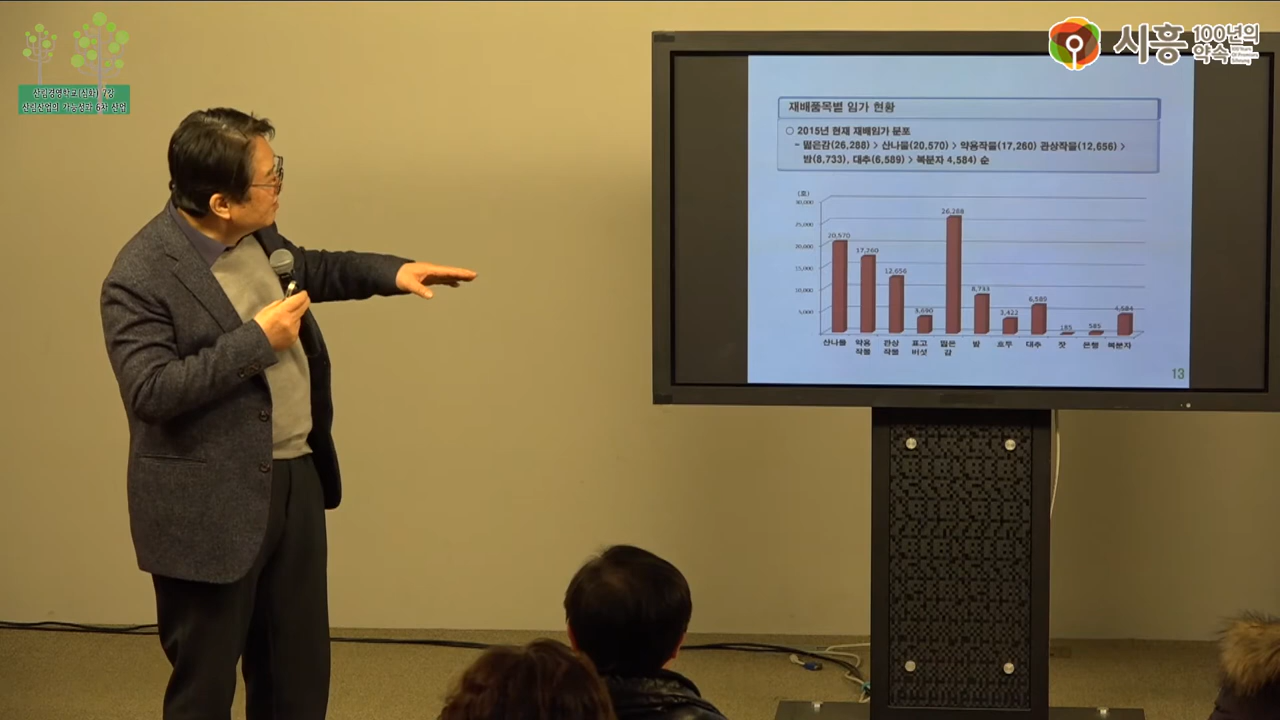 산림경영학교(심화) 7강
산림산업의 가능성과 6차 산업
시흥 100년의 약속
재배품목별 임가 현황
○ 2015년 현재 재배임가 분포
- 떫은감(26,288) > 산나물(20,570) > 약용작물(17,260) 관상작물(12,656) >
밤(8,733), 대추(6,589) > 복분자 4,584) 순
(호)
30,000
25,000
20,000
15,000
10,000
5,000
20,570
17,260
12,656
3,690
26,288
8,733
3,422
6,589
185
585
4,584
산나물
약용
작물
관상
작물
표고
버섯
떫은
감
밤
호두
대추
잣
은행
복분자
13